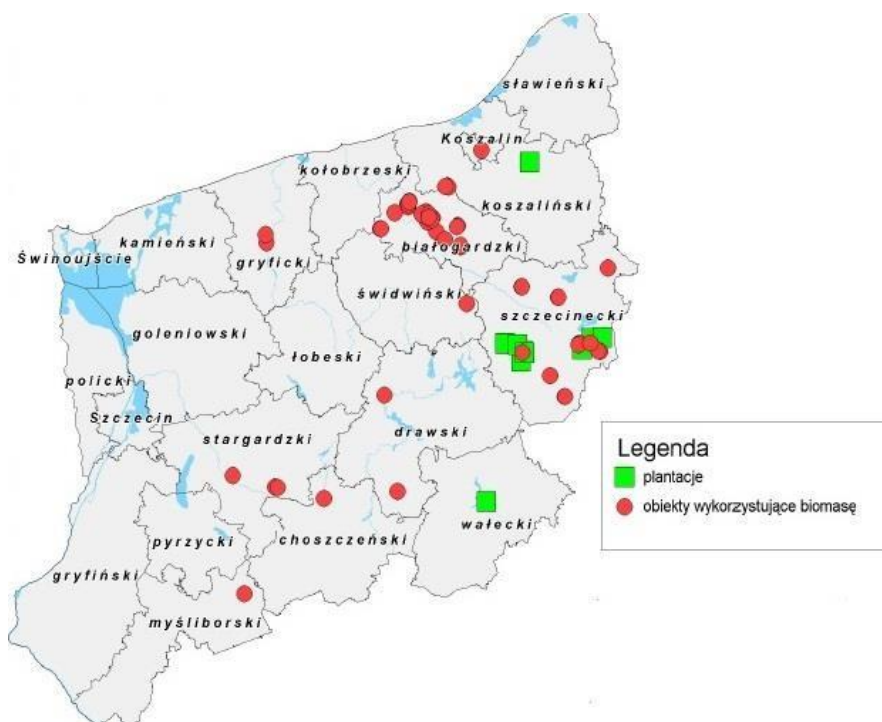 sławieński
Koszalin
kołobrzeski
koszaliński
kamieński
białogardzki
Świnoujście
gryficki
świdwiński
szczecinecki
goleniowski
łobeski
policki
Szczecin
stargardzki
drawski
wałecki
pyrzycki
choszczeński
gryfiński
myśliborski
Legenda
plantacje
obiekty wykorzystujące biomasę